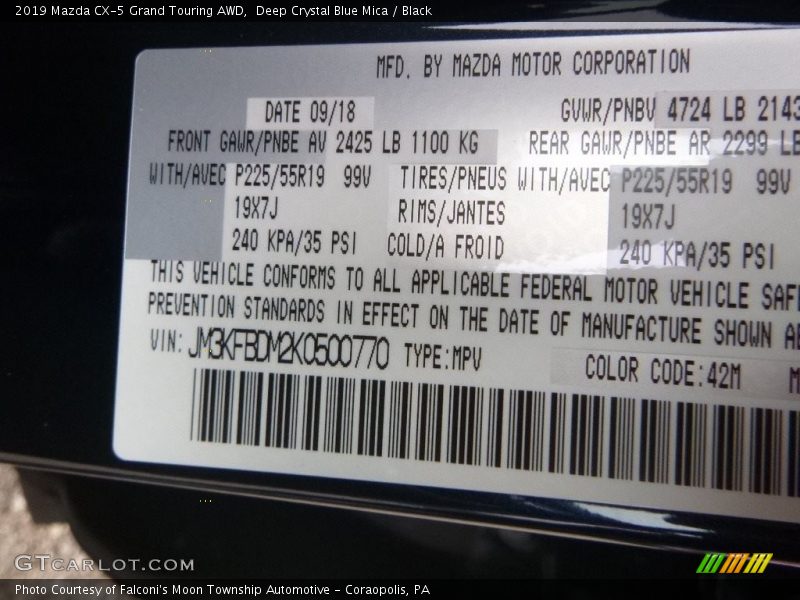 2019 Mazda CX-5 Grand Touring AWD, Deep Crystal Blue Mica / Black
MFD. BY MAZDA MOTOR CORPORATION
DATE 09/18 GVWR/PNBV 4724 LB 2143
FRONT GAWR/PNBE AV 2425 LB 1100 KG REAR GAWR/PNBE AR 2299 LB
WITH/AVEC P225/55R19 99V TIRES/PNEUS WITH/AVEC P225/55R19 99V
19X7J RIMS/JANTES 19X7J
240 KPA/35 PSI COLD/A FROID 240 KPA/35 PSI
THIS VEHICLE CONFORMS TO ALL APPLICABLE FEDERAL MOTOR VEHICLE SAFE
PREVENTION STANDARDS IN EFFECT ON THE DATE OF MANUFACTURE SHOWN AB
VIN: JM3KFBDM2K0500770 TYPE:MPV COLOR CODE:42M
GTCARLOT.COM
Photo Courtesy of Falconi's Moon Township Automotive - Coraopolis, PA